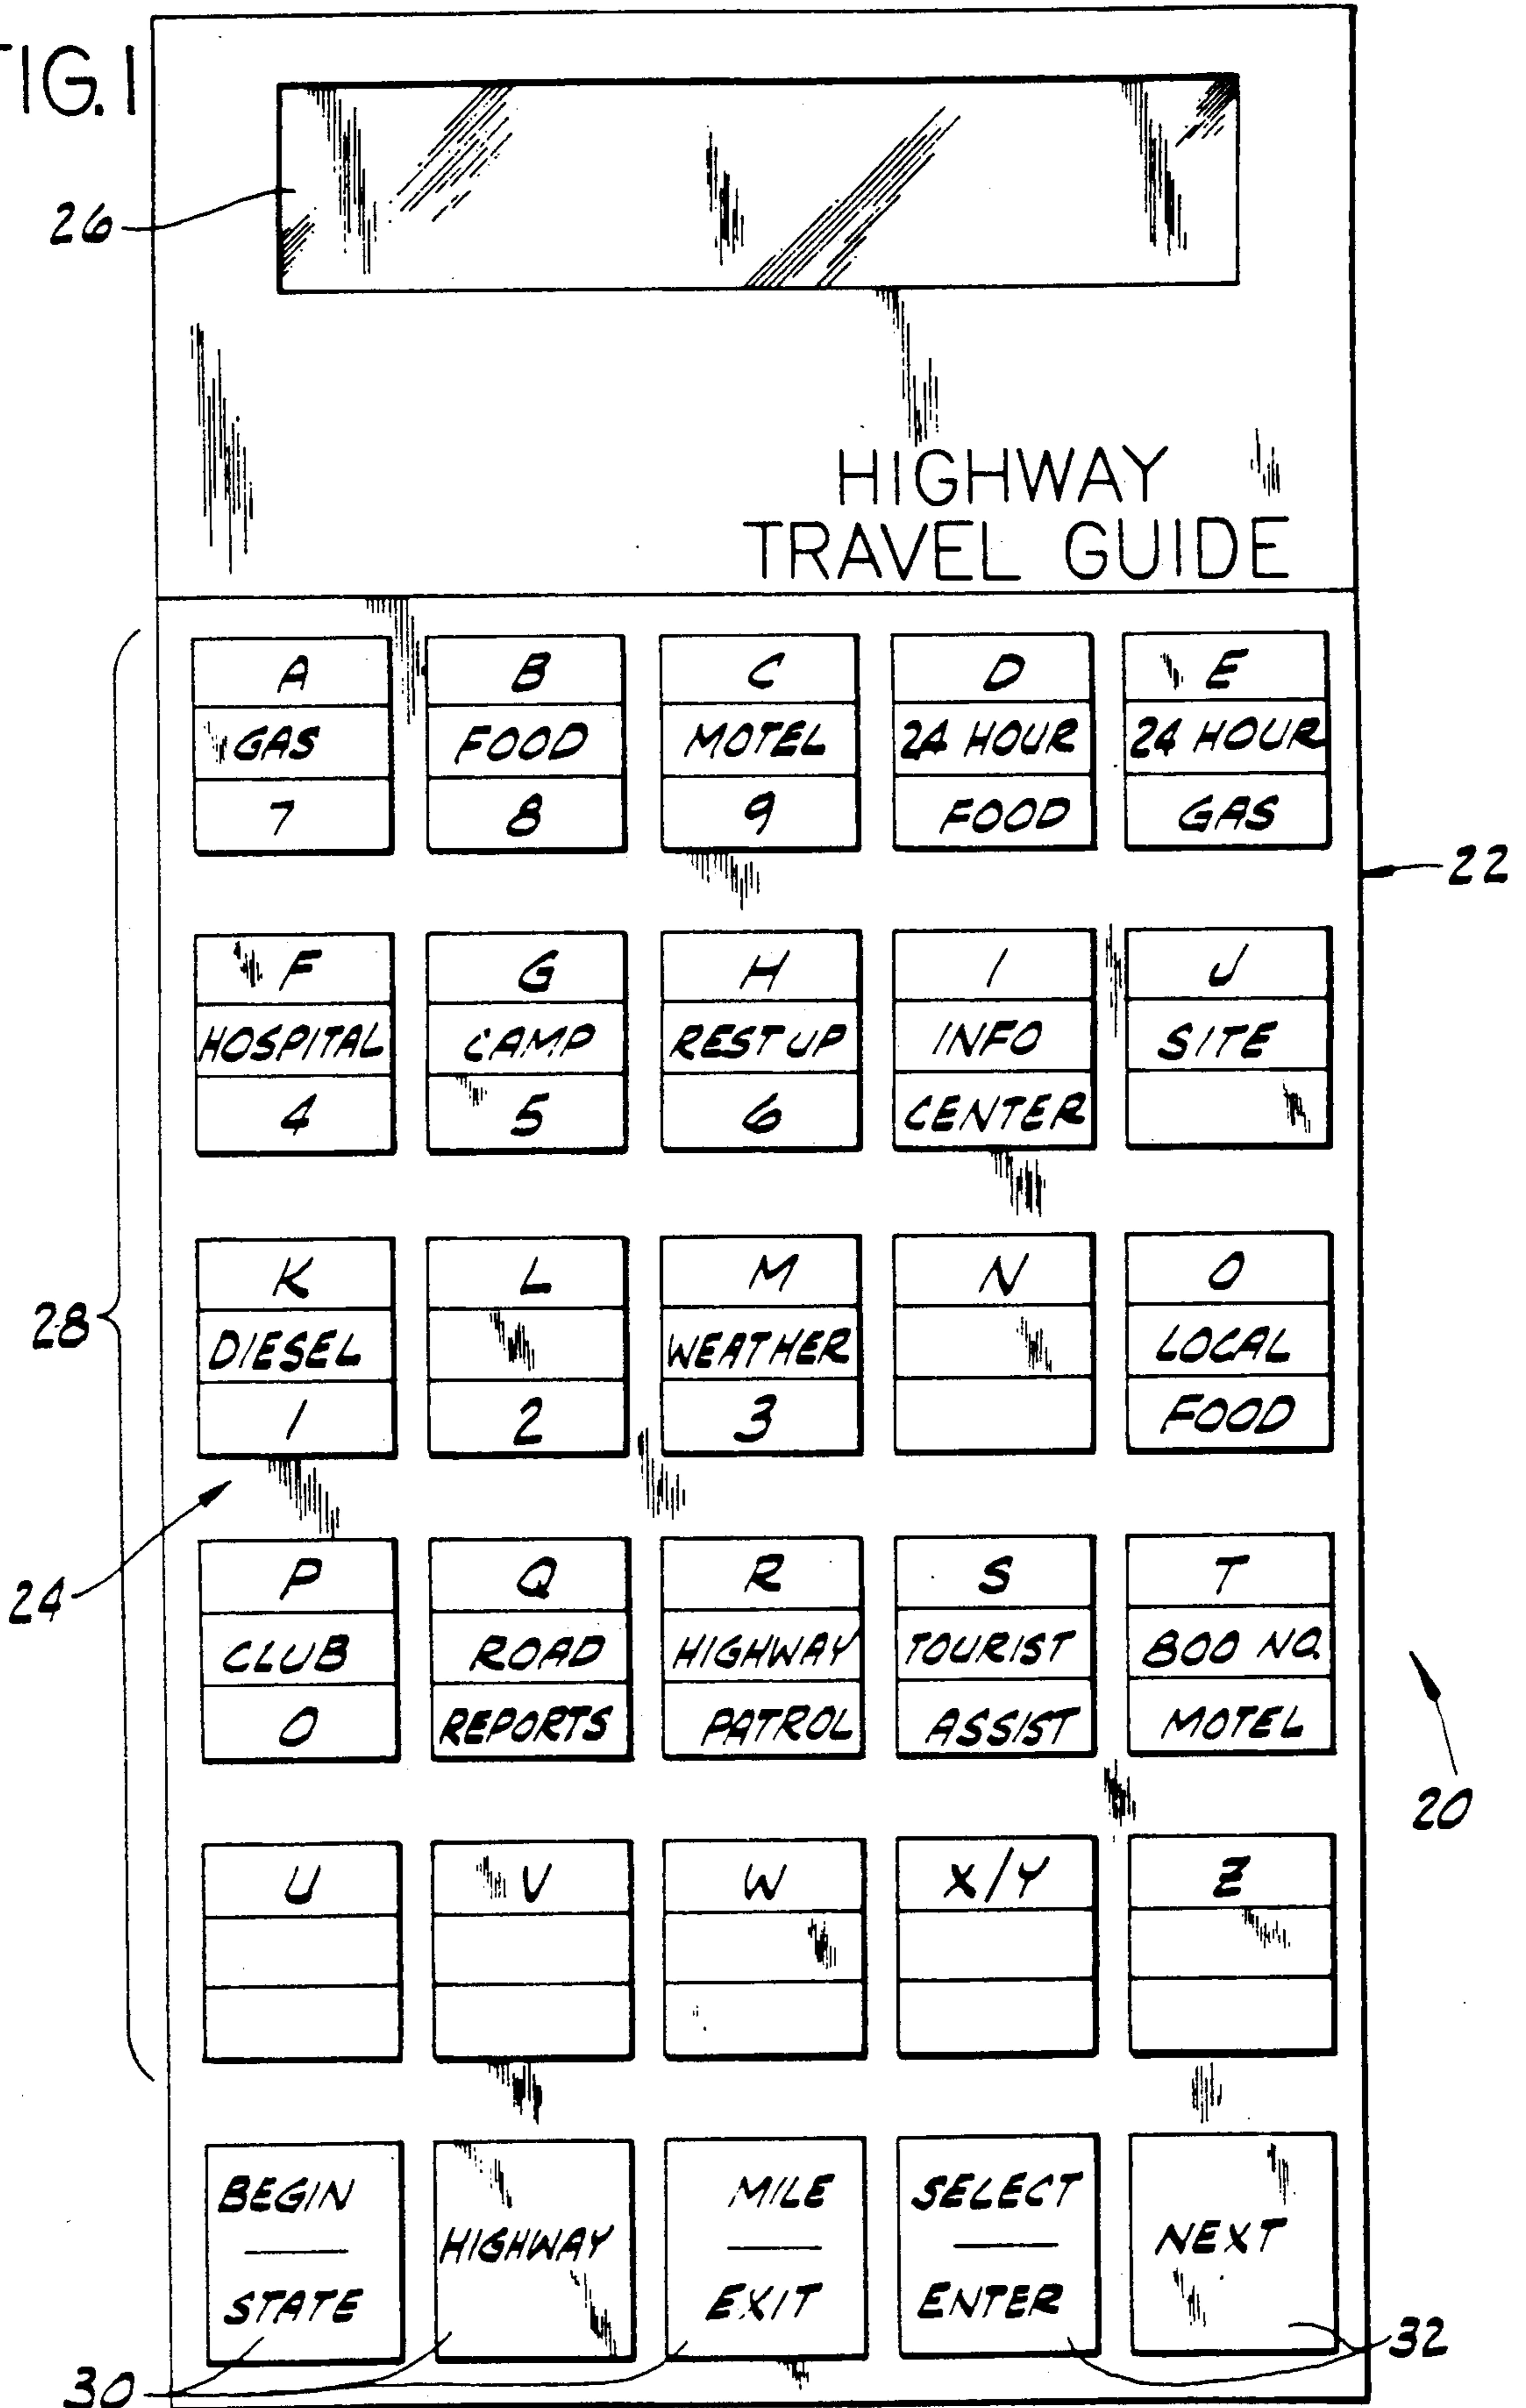 FIG.1
26
HIGHWAY
TRAVEL GUIDE
A B C D E
GAS FOOD MOTEL 24 HOUR 24 HOUR
7 8 9 FOOD GAS
22
F G H I J
HOSPITAL CAMP REST UP INFO SITE
4 5 6 CENTER
28
K L M N O
DIESEL WEATHER LOCAL
1 2 3 FOOD
24
P Q R S T
CLUB ROAD HIGHWAY TOURIST 800 NO.
0 REPORTS PATROL ASSIST MOTEL
20
U V W X/Y Z
BEGIN MILE SELECT
HIGHWAY NEXT
STATE EXIT ENTER
30 32